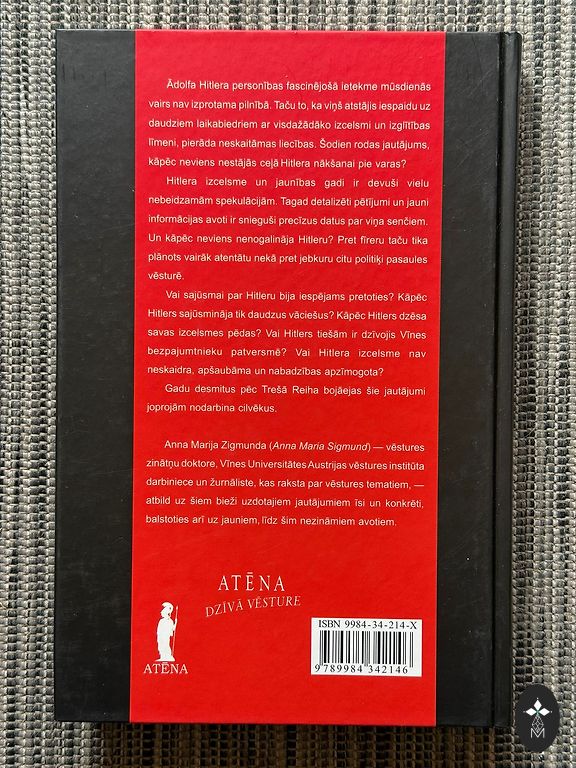 Ādolfa Hitlera personības fascinējošā ietekme mūsdienās
vairs nav izprotama pilnībā. Taču to, ka viņš atstājis iespaidu uz
daudziem laikabiedriem ar visdažādāko izcelsmi un izglītības
līmeni, pierāda neskaitāmas liecības. Šodien rodas jautājums,
kāpēc neviens nestājās ceļā Hitlera nākšanai pie varas?
Hitlera izcelsme un jaunības gadi ir devuši vielu
nebeidzamām spekulācijām. Tagad detalizēti pētījumi un jauni
informācijas avoti ir snieguši precīzus datus par viņa senčiem.
Un kāpēc neviens nenogalināja Hitleru? Pret fīreru taču tika
plānots vairāk atentātu nekā pret jebkuru citu politiķi pasaules
vēsturē.
Vai sajūsmai par Hitleru bija iespējams pretoties? Kāpēc
Hitlers sajūsmināja tik daudzus vāciešus? Kāpēc Hitlers dzēsa
savas izcelsmes pēdas? Vai Hitlers tiešām ir dzīvojis Vīnes
bezpajumtnieku patversmē? Vai Hitlera izcelsme nav
neskaidra, apšaubāma un nabadzības apzīmogota?
Gadu desmitus pēc Trešā Reiha bojāejas šie jautājumi
joprojām nodarbina cilvēkus.
Anna Marija Zigmunda (Anna Maria Sigmund) — vēstures
zinātņu doktore, Vīnes Universitātes Austrijas vēstures institūta
darbiniece un žurnāliste, kas raksta par vēstures tematiem, —
atbild uz šiem bieži uzdotajiem jautājumiem īsi un konkrēti,
balstoties arī uz jauniem, līdz šim nezināmiem avotiem.
ATĒNA
DZĪVĀ VĒSTURE
ATĒNA
ISBN 9984-34-214-X
9 789984 342146
M